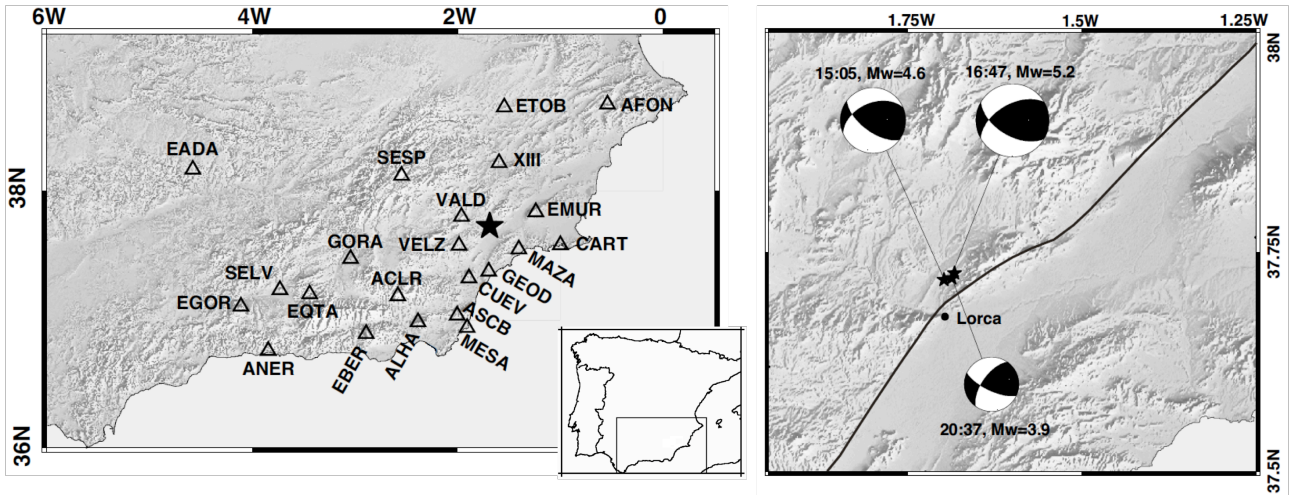 6W 4W 2W 0
38N
36N
ETOB
AFON
EADA
SESP
XIII
VALD
EMUR
GORA
VELZ
CART
MAZA
SELV
ACLR
GEOD
EGOR
EQTA
CUEV
ASCB
MESA
ANER
EBER
ALHA
1.75W 1.5W 1.25W
38N
37.75N
37.5N
15:05, Mw=4.6
16:47, Mw=5.2
Lorca
20:37, Mw=3.9